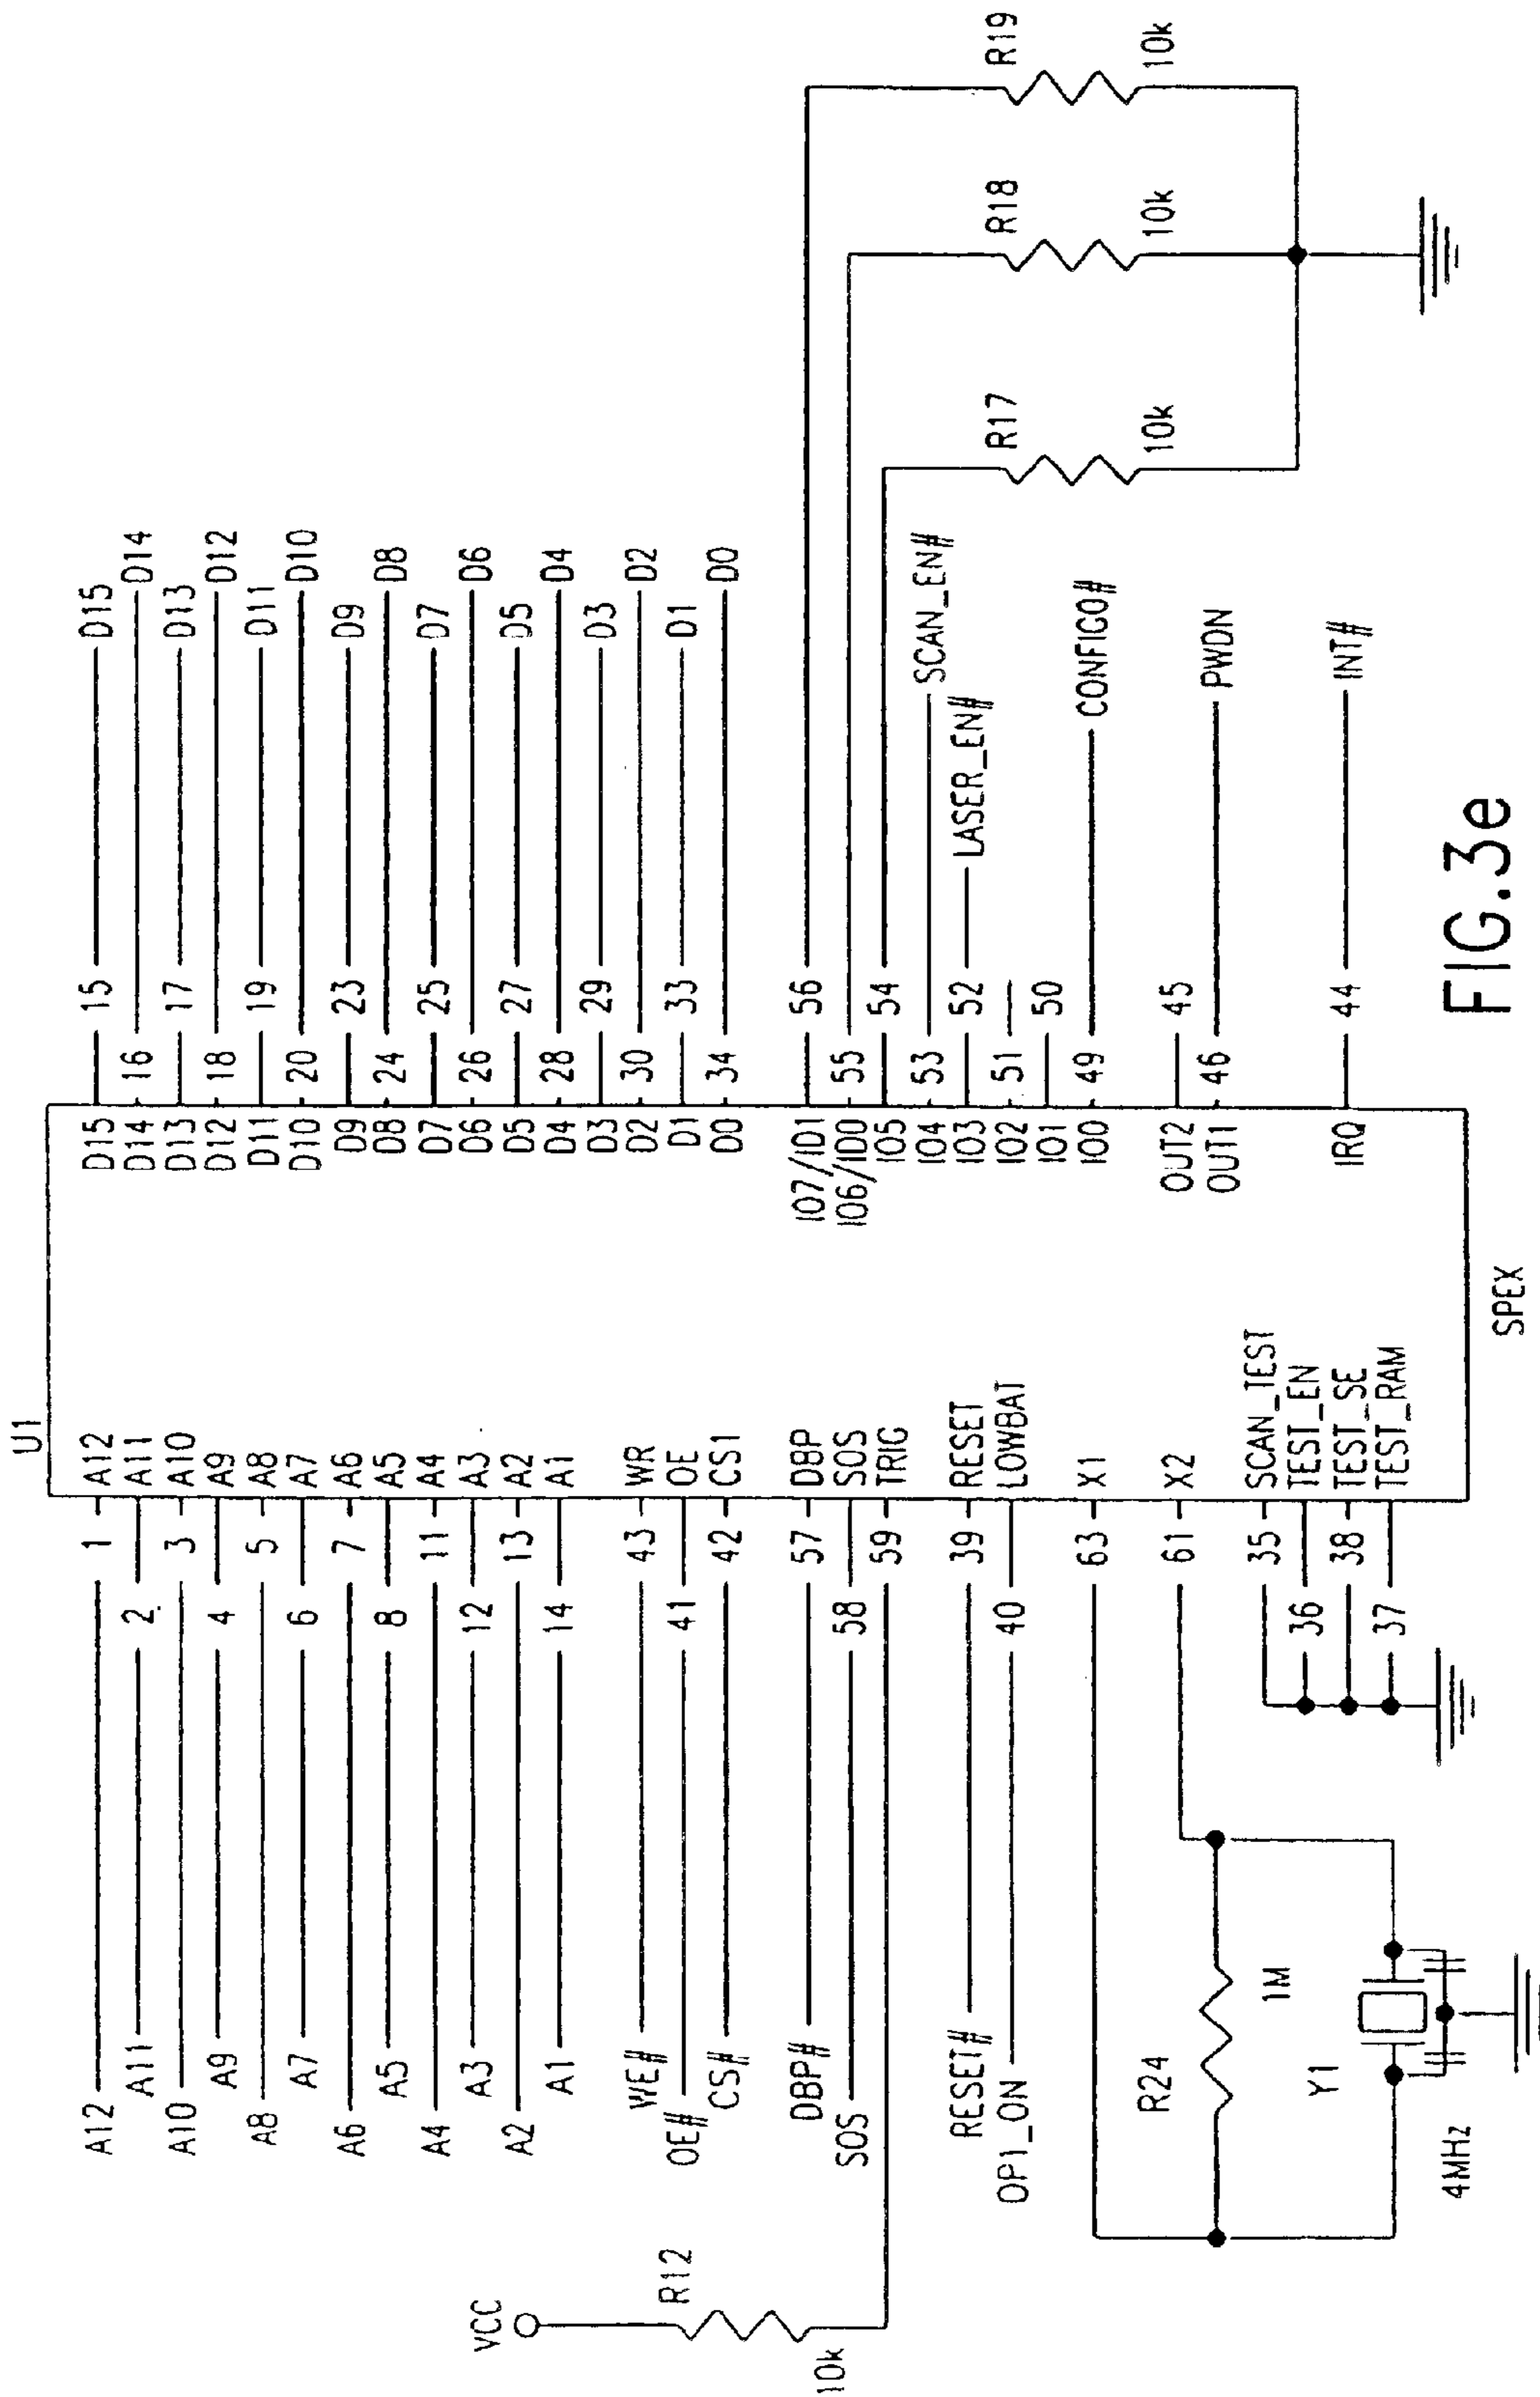 U1
A12 1 A12
A11 2 A11
A10 3 A10
A9 4 A9
A8 5 A8
A7 6 A7
A6 7 A6
A5 8 A5
A4 11 A4
A3 12 A3
A2 13 A2
A1 14 A1
WE# 43 WR
OE# 41 OE
CS# 42 CS1
DBP# 57 DBP
SOS 58 SOS
59 TRIG
VCC
R12
10k
RESET# 39 RESET
OP1_ON 40 LOWBAT
63 X1
61 X2
R24
1M
Y1
4MHz
35 SCAN_TEST
36 TEST_EN
38 TEST_SE
37 TEST_RAM
D15 15 D15
D14 16 D14
D13 17 D13
D12 18 D12
D11 19 D11
D10 20 D10
D9 23 D9
D8 24 D8
D7 25 D7
D6 26 D6
D5 27 D5
D4 28 D4
D3 29 D3
D2 30 D2
D1 33 D1
D0 34 D0
IO7/ID1 56
IO6/ID0 55
IO5 54
IO4 53 SCAN_EN#
IO3 52 LASER_EN#
IO2 51
IO1 50
IO0 49 CONFIG0#
OUT2 45
OUT1 46 PWDN
IRQ 44 INT#
R17
10k
R18
10k
R19
10k
SPEX
FIG.3e